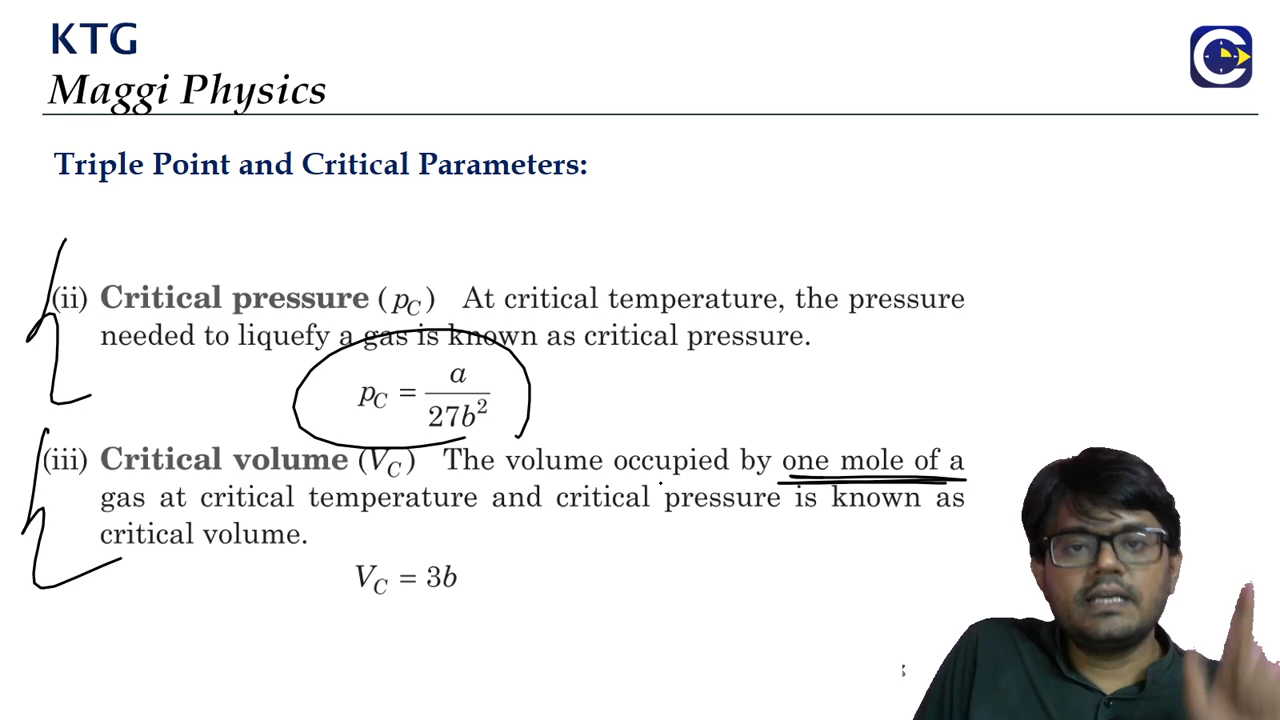 KTG
Maggi Physics
Triple Point and Critical Parameters:
(ii) Critical pressure (p_C) At critical temperature, the pressure
needed to liquefy a gas is known as critical pressure.
p_C = a / 27b²
(iii) Critical volume (V_C) The volume occupied by one mole of a
gas at critical temperature and critical pressure is known as
critical volume.
V_C = 3b